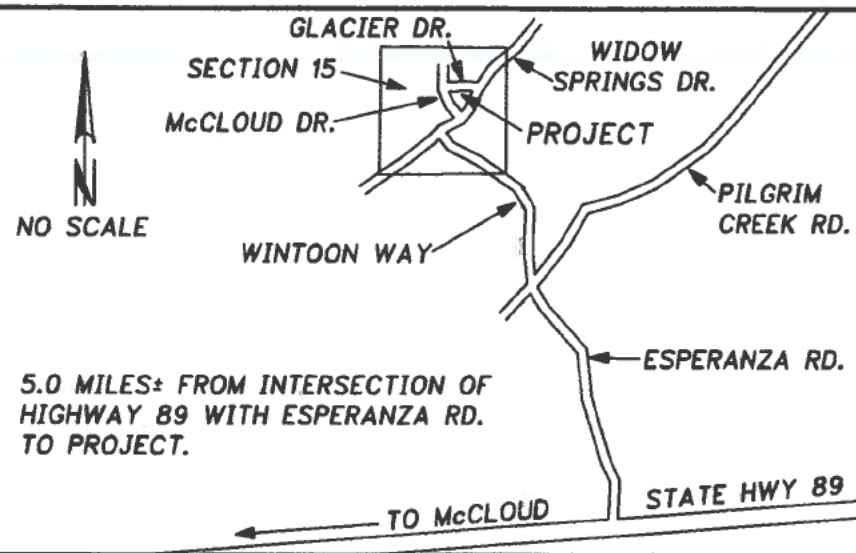 GLACIER DR.
WIDOW
SPRINGS DR.
SECTION 15
McCLOUD DR.
PROJECT
N
NO SCALE
PILGRIM
CREEK RD.
WINTOON WAY
ESPERANZA RD.
5.0 MILES± FROM INTERSECTION OF
HIGHWAY 89 WITH ESPERANZA RD.
TO PROJECT.
STATE HWY 89
TO McCLOUD